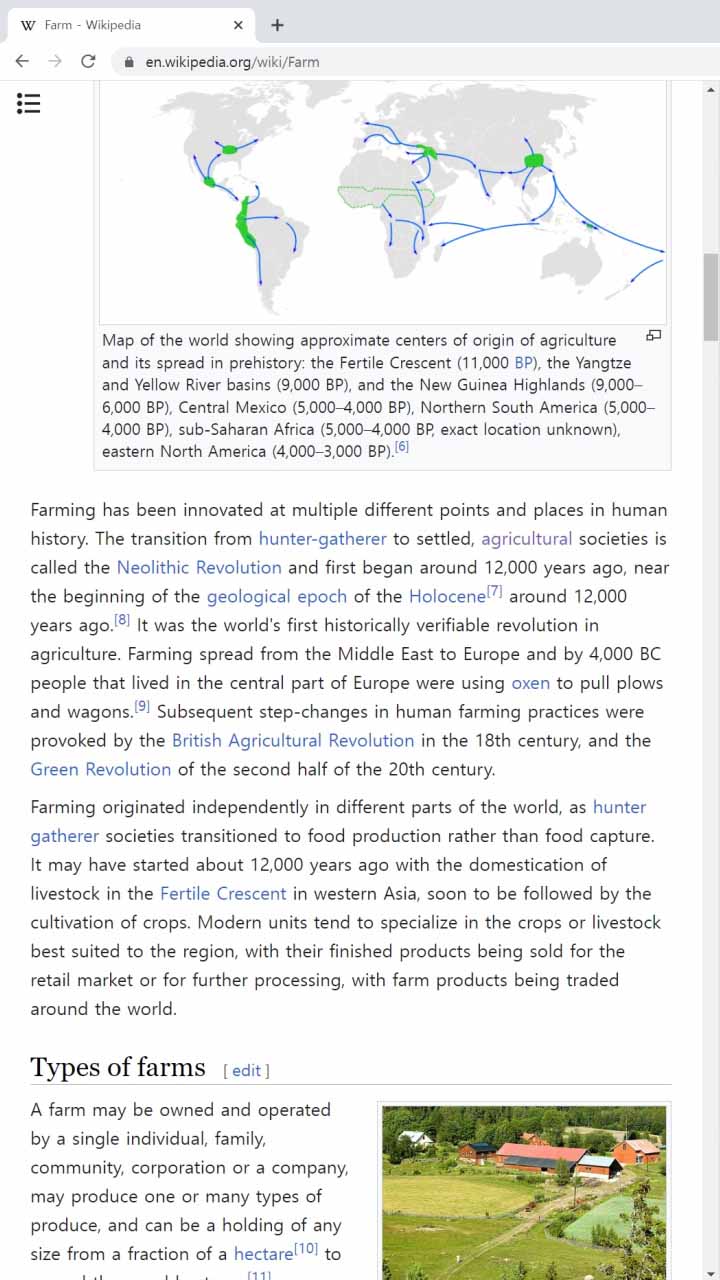 W Farm - Wikipedia
en.wikipedia.org/wiki/Farm
Map of the world showing approximate centers of origin of agriculture
and its spread in prehistory: the Fertile Crescent (11,000 BP), the Yangtze
and Yellow River basins (9,000 BP), and the New Guinea Highlands (9,000–
6,000 BP), Central Mexico (5,000–4,000 BP), Northern South America (5,000–
4,000 BP), sub-Saharan Africa (5,000–4,000 BP, exact location unknown),
eastern North America (4,000–3,000 BP).[6]
Farming has been innovated at multiple different points and places in human
history. The transition from hunter-gatherer to settled, agricultural societies is
called the Neolithic Revolution and first began around 12,000 years ago, near
the beginning of the geological epoch of the Holocene[7] around 12,000
years ago.[8] It was the world's first historically verifiable revolution in
agriculture. Farming spread from the Middle East to Europe and by 4,000 BC
people that lived in the central part of Europe were using oxen to pull plows
and wagons.[9] Subsequent step-changes in human farming practices were
provoked by the British Agricultural Revolution in the 18th century, and the
Green Revolution of the second half of the 20th century.
Farming originated independently in different parts of the world, as hunter
gatherer societies transitioned to food production rather than food capture.
It may have started about 12,000 years ago with the domestication of
livestock in the Fertile Crescent in western Asia, soon to be followed by the
cultivation of crops. Modern units tend to specialize in the crops or livestock
best suited to the region, with their finished products being sold for the
retail market or for further processing, with farm products being traded
around the world.
Types of farms [ edit ]
A farm may be owned and operated
by a single individual, family,
community, corporation or a company,
may produce one or many types of
produce, and can be a holding of any
size from a fraction of a hectare[10] to
[11]